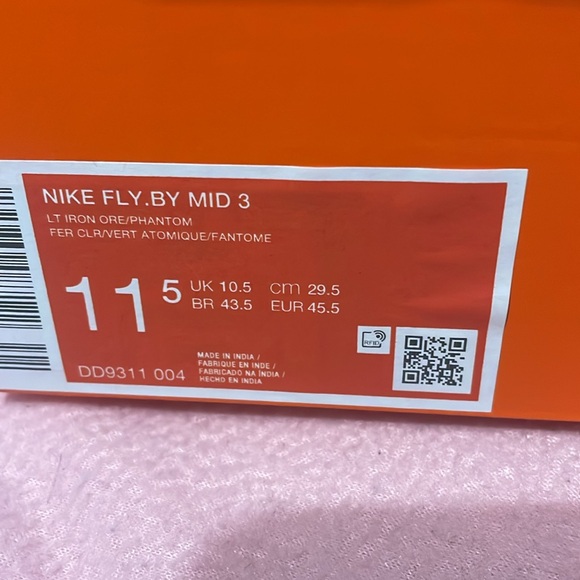 NIKE FLY.BY MID 3
LT IRON ORE/PHANTOM
FER CLR/VERT ATOMIQUE/FANTOME
11 5 UK 10.5 cm 29.5
BR 43.5 EUR 45.5
RFID
DD9311 004
MADE IN INDIA /
FABRIQUE EN INDE /
FABRICADO NA ÍNDIA /
HECHO EN INDIA